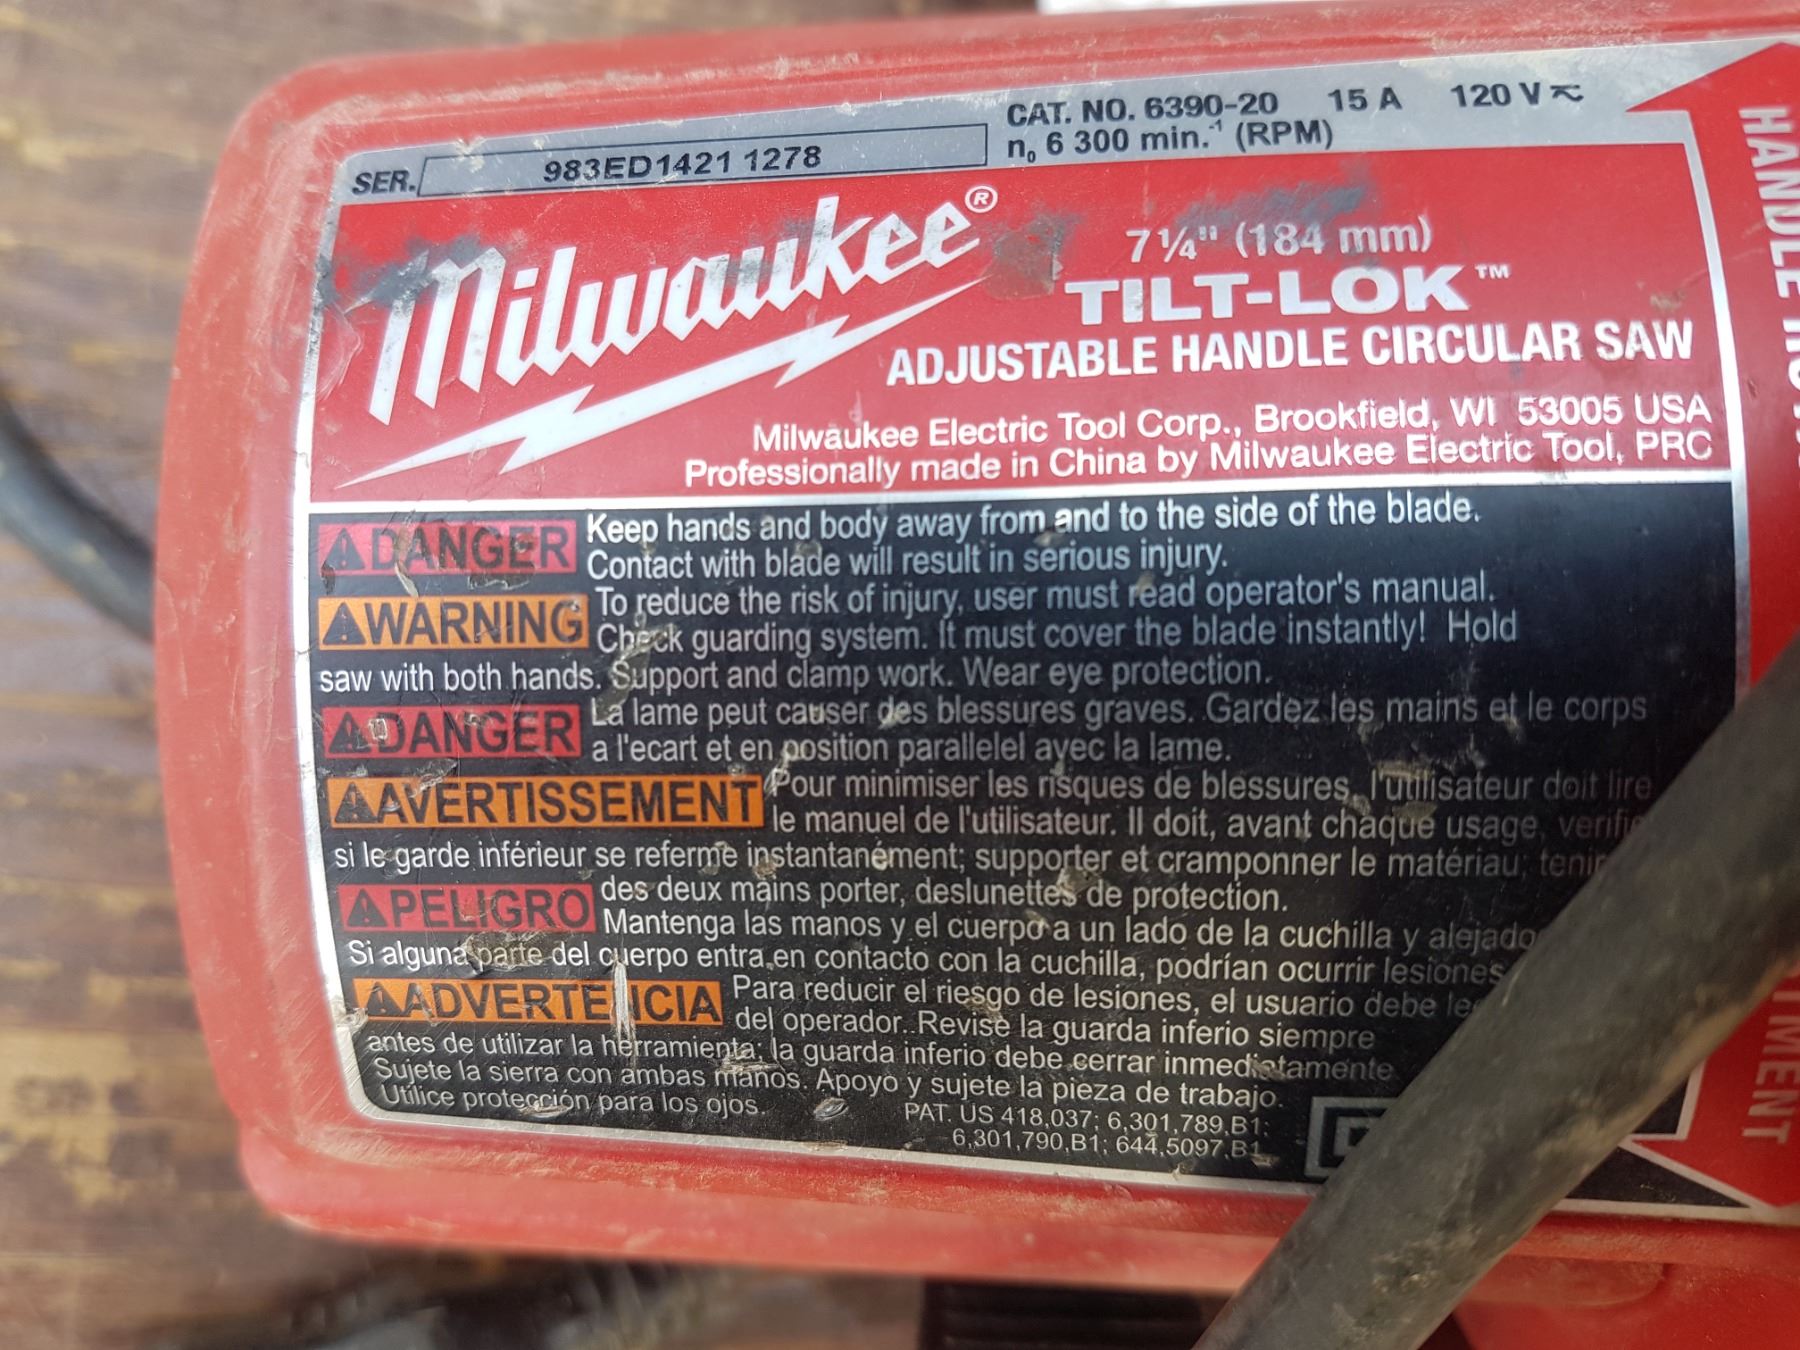 SER. 983ED1421 1278
CAT. NO. 6390-20 15 A 120 V
n₀ 6 300 min.⁻¹ (RPM)
Milwaukee®
7 1/4" (184 mm)
TILT-LOK™
ADJUSTABLE HANDLE CIRCULAR SAW
Milwaukee Electric Tool Corp., Brookfield, WI 53005 USA
Professionally made in China by Milwaukee Electric Tool, PRC
DANGER Keep hands and body away from and to the side of the blade.
Contact with blade will result in serious injury.
WARNING To reduce the risk of injury, user must read operator's manual.
Check guarding system. It must cover the blade instantly! Hold
saw with both hands. Support and clamp work. Wear eye protection.
DANGER La lame peut causer des blessures graves. Gardez les mains et le corps
a l'ecart et en position parallelel avec la lame.
AVERTISSEMENT Pour minimiser les risques de blessures, l'utilisateur doit lire
le manuel de l'utilisateur. Il doit, avant chaque usage, verifie
si le garde inférieur se referme instantanément; supporter et cramponner le matériau; tenir
des deux mains porter, deslunettes de protection.
PELIGRO Mantenga las manos y el cuerpo a un lado de la cuchilla y alejado
Si alguna parte del cuerpo entra en contacto con la cuchilla, podrían ocurrir lesiones
ADVERTENCIA Para reducir el riesgo de lesiones, el usuario debe
del operador. Revise la guarda inferio siempre
antes de utilizar la herramienta; la guarda inferio debe cerrar inmediatamente
Sujete la sierra con ambas manos. Apoyo y sujete la pieza de trabajo.
Utilice protección para los ojos.
PAT. US 418,037; 6,301,789,B1;
6,301,790,B1; 644,5097,B1
HANDLE